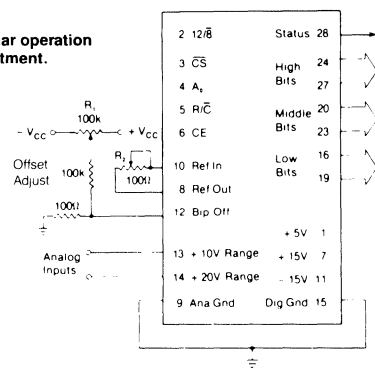 ar operation
tment.
R₁
100k
– Vcc
+ Vcc
Offset
Adjust
100k
R₂
100Ω
100Ω
Analog
Inputs
2 12/8̅
3 C̅S̅
4 A₀
5 R/C̅
6 CE
10 Ref In
8 Ref Out
12 Bip Off
13 + 10V Range
14 + 20V Range
9 Ana Gnd
Status 28
High Bits 24
27
Middle Bits 20
23
Low Bits 16
19
+ 5V 1
+ 15V 7
– 15V 11
Dig Gnd 15